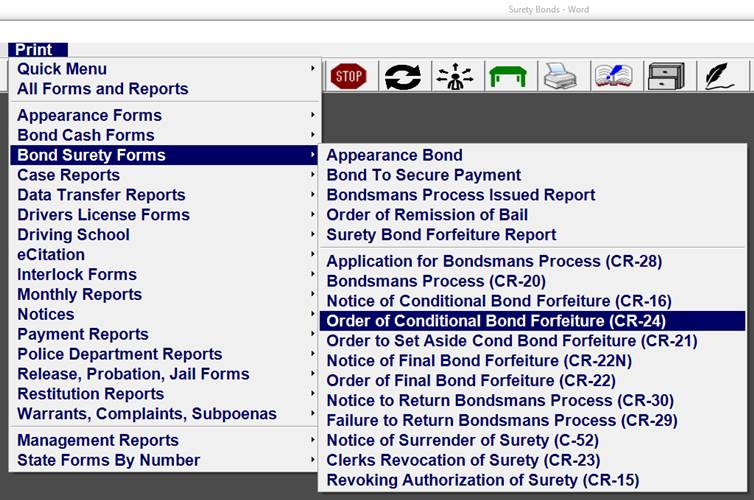 Surety Bonds - Word
Print
Quick Menu
All Forms and Reports
Appearance Forms
Bond Cash Forms
Bond Surety Forms
Case Reports
Data Transfer Reports
Drivers License Forms
Driving School
eCitation
Interlock Forms
Monthly Reports
Notices
Payment Reports
Police Department Reports
Release, Probation, Jail Forms
Restitution Reports
Warrants, Complaints, Subpoenas
Management Reports
State Forms By Number
STOP
Appearance Bond
Bond To Secure Payment
Bondsmans Process Issued Report
Order of Remission of Bail
Surety Bond Forfeiture Report
Application for Bondsmans Process (CR-28)
Bondsmans Process (CR-20)
Notice of Conditional Bond Forfeiture (CR-16)
Order of Conditional Bond Forfeiture (CR-24)
Order to Set Aside Cond Bond Forfeiture (CR-21)
Notice of Final Bond Forfeiture (CR-22N)
Order of Final Bond Forfeiture (CR-22)
Notice to Return Bondsmans Process (CR-30)
Failure to Return Bondsmans Process (CR-29)
Notice of Surrender of Surety (C-52)
Clerks Revocation of Surety (CR-23)
Revoking Authorization of Surety (CR-15)